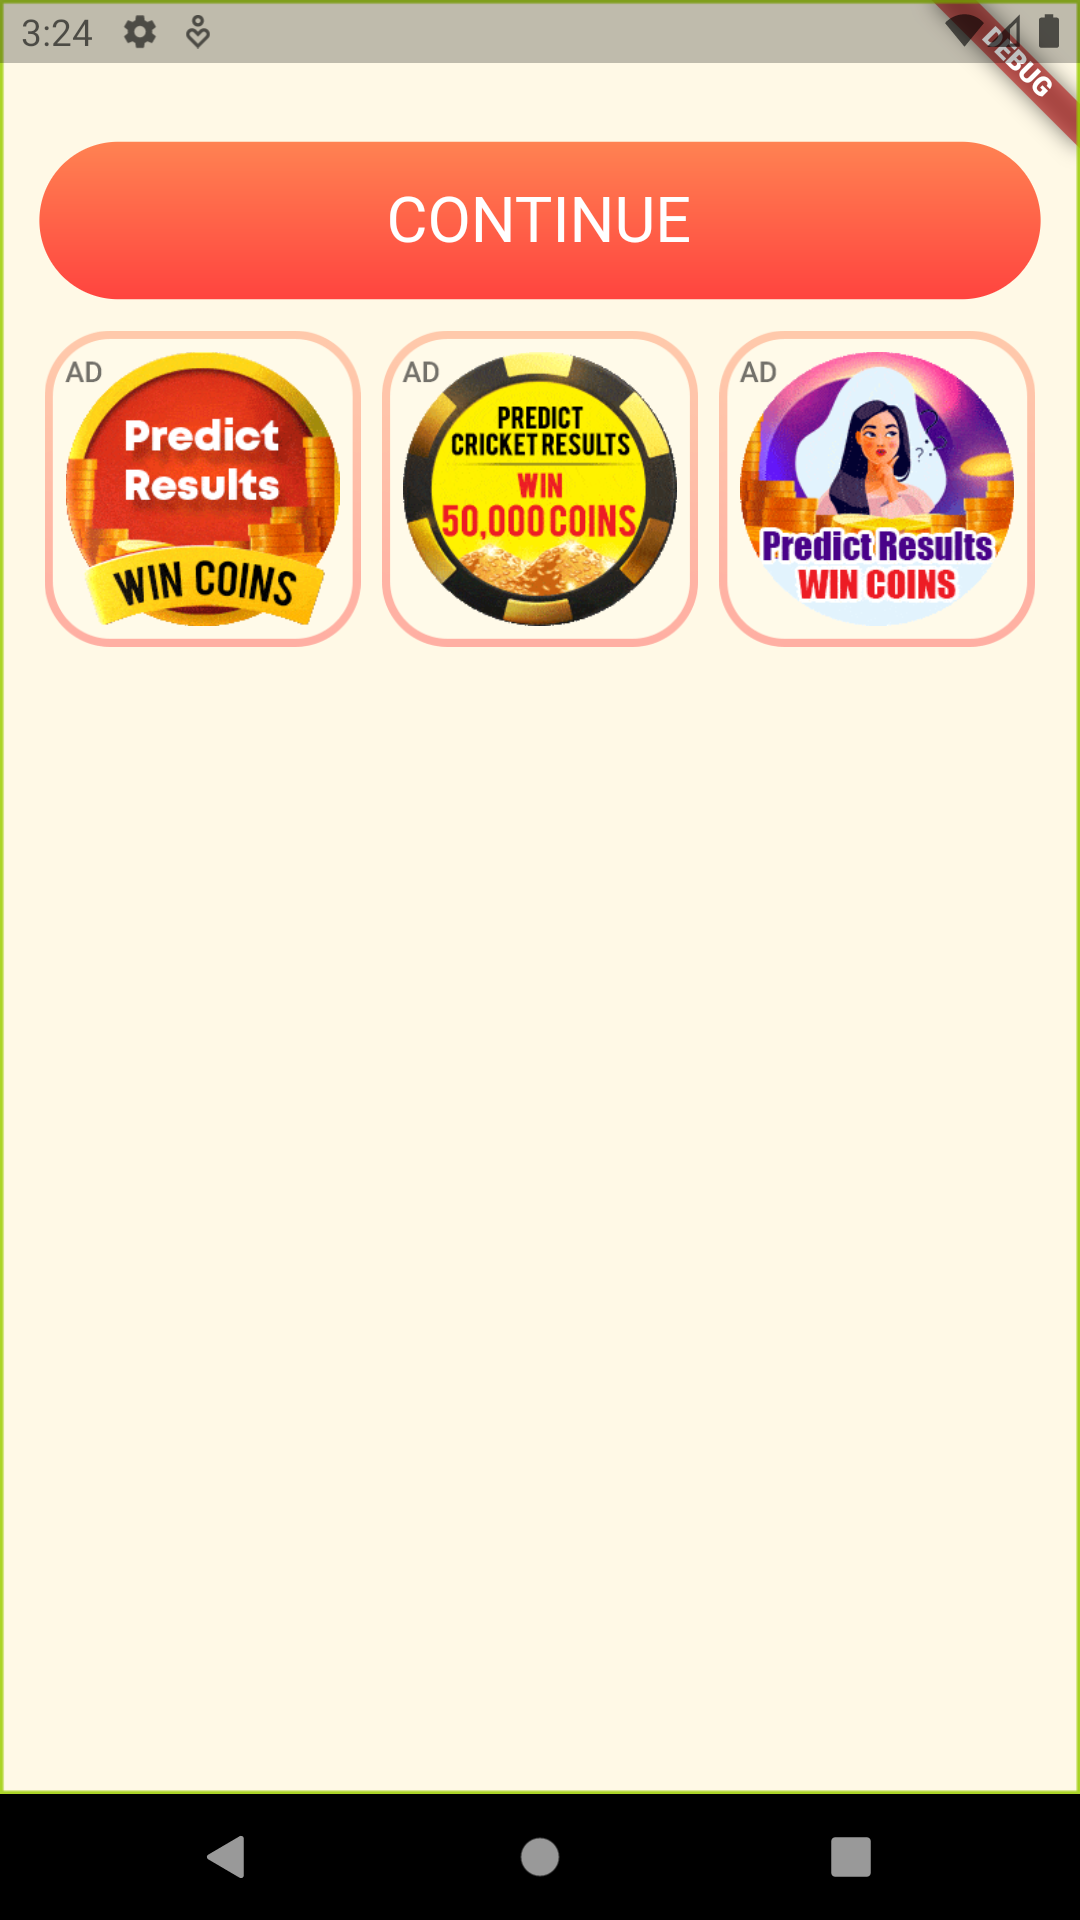 3:24
DEBUG
CONTINUE
AD
Predict
Results
WIN COINS
AD
PREDICT
CRICKET RESULTS
WIN
50,000 COINS
AD
Predict Results
WIN COINS